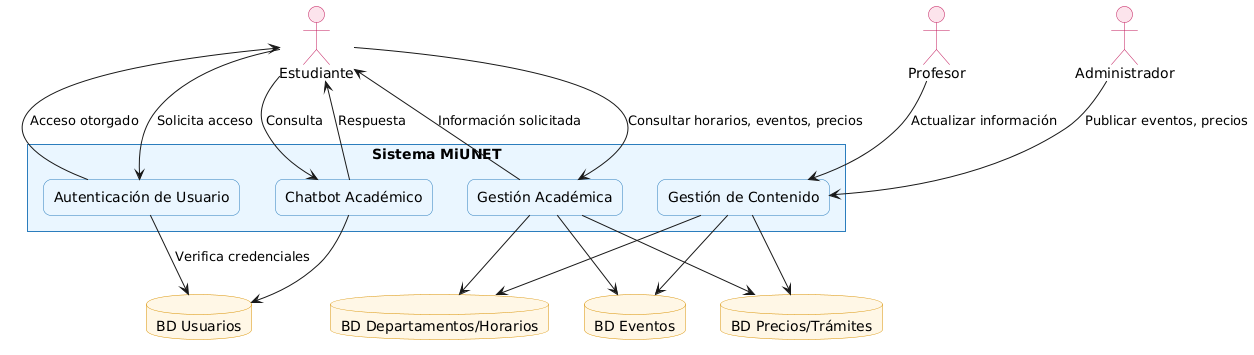 Estudiante
Profesor
Administrador
Acceso otorgado
Solicita acceso
Consulta
Respuesta
Información solicitada
Consultar horarios, eventos, precios
Actualizar información
Publicar eventos, precios
Sistema MiUNET
Autenticación de Usuario
Chatbot Académico
Gestión Académica
Gestión de Contenido
Verifica credenciales
BD Usuarios
BD Departamentos/Horarios
BD Eventos
BD Precios/Trámites